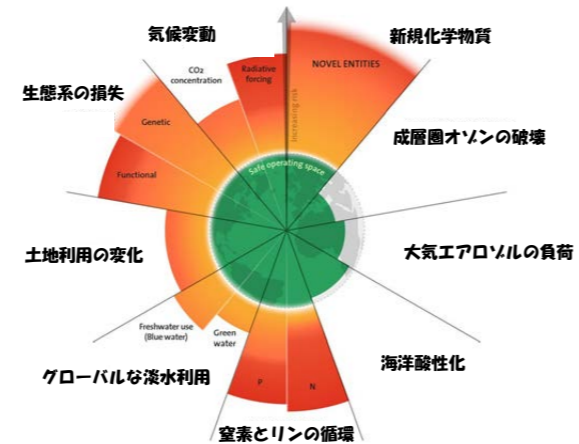 気候変動
新規化学物質
CO2
concentration
Radiative
forcing
NOVEL ENTITIES
Increasing risk
生態系の損失
Genetic
成層圏オゾンの破壊
Safe operating space
Functional
土地利用の変化
大気エアロゾルの負荷
Freshwater use
(Blue water)
Green
water
海洋酸性化
グローバルな淡水利用
P
N
窒素とリンの循環